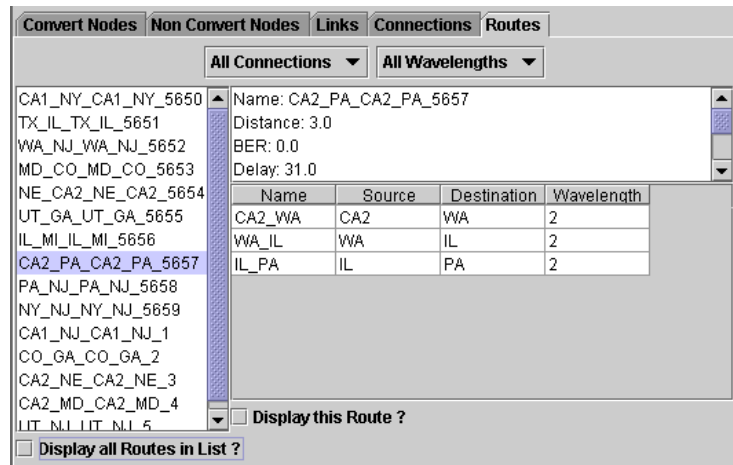 Convert Nodes Non Convert Nodes Links Connections Routes
All Connections All Wavelengths
CA1_NY_CA1_NY_5650
TX_IL_TX_IL_5651
WA_NJ_WA_NJ_5652
MD_CO_MD_CO_5653
NE_CA2_NE_CA2_5654
UT_GA_UT_GA_5655
IL_MI_IL_MI_5656
CA2_PA_CA2_PA_5657
PA_NJ_PA_NJ_5658
NY_NJ_NY_NJ_5659
CA1_NJ_CA1_NJ_1
CO_GA_CO_GA_2
CA2_NE_CA2_NE_3
CA2_MD_CA2_MD_4
UT_NJ_UT_NJ_5
Name: CA2_PA_CA2_PA_5657
Distance: 3.0
BER: 0.0
Delay: 31.0
Name Source Destination Wavelength
CA2_WA CA2 WA 2
WA_IL WA IL 2
IL_PA IL PA 2
Display this Route ?
Display all Routes in List ?